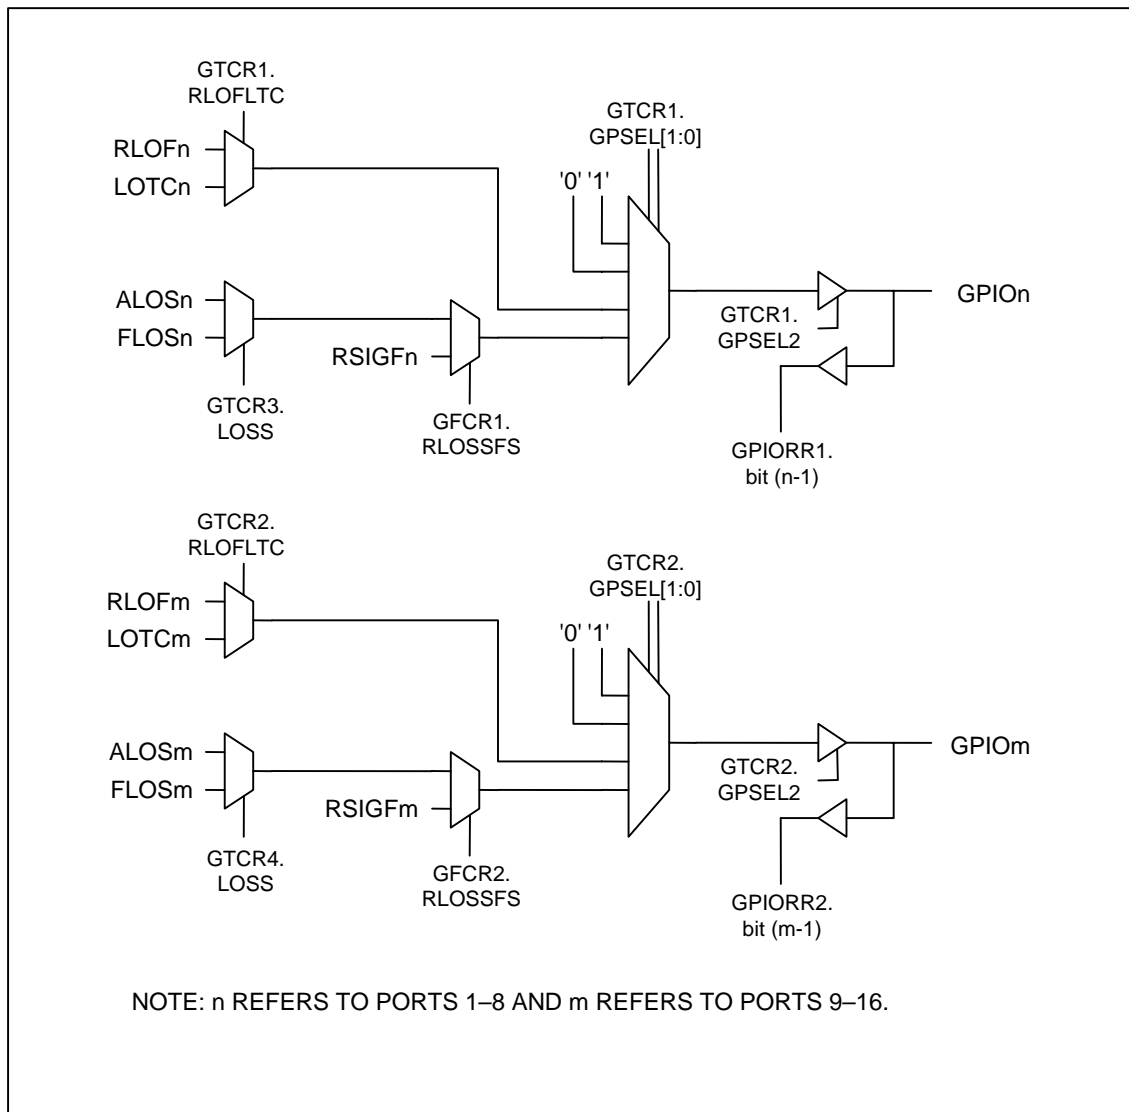 GTCR1.
RLOFLTC
GTCR1.
GPSEL[1:0]
RLOFn
LOTCn
'0' '1'
ALOSn
FLOSn
RSIGFn
GTCR1.
GPSEL2
GPIOn
GTCR3.
LOSS
GFCR1.
RLOSSFS
GPIORR1.
bit (n-1)
GTCR2.
RLOFLTC
GTCR2.
GPSEL[1:0]
RLOFm
LOTCm
'0' '1'
ALOSm
FLOSm
RSIGFm
GTCR2.
GPSEL2
GPIOm
GTCR4.
LOSS
GFCR2.
RLOSSFS
GPIORR2.
bit (m-1)
NOTE: n REFERS TO PORTS 1–8 AND m REFERS TO PORTS 9–16.